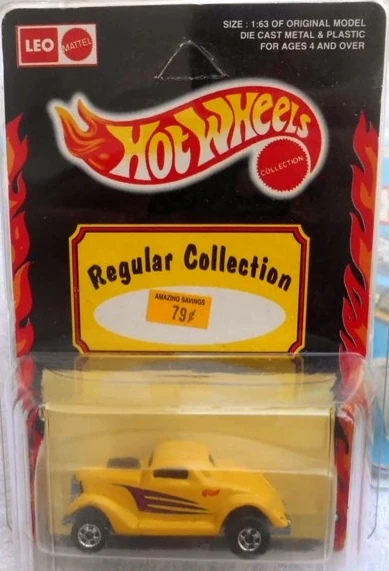 LEO
MATTEL
SIZE : 1:63 OF ORIGINAL MODEL
DIE CAST METAL & PLASTIC
FOR AGES 4 AND OVER
HOT WHEELS
COLLECTION
Regular Collection
AMAZING SAVINGS
79¢